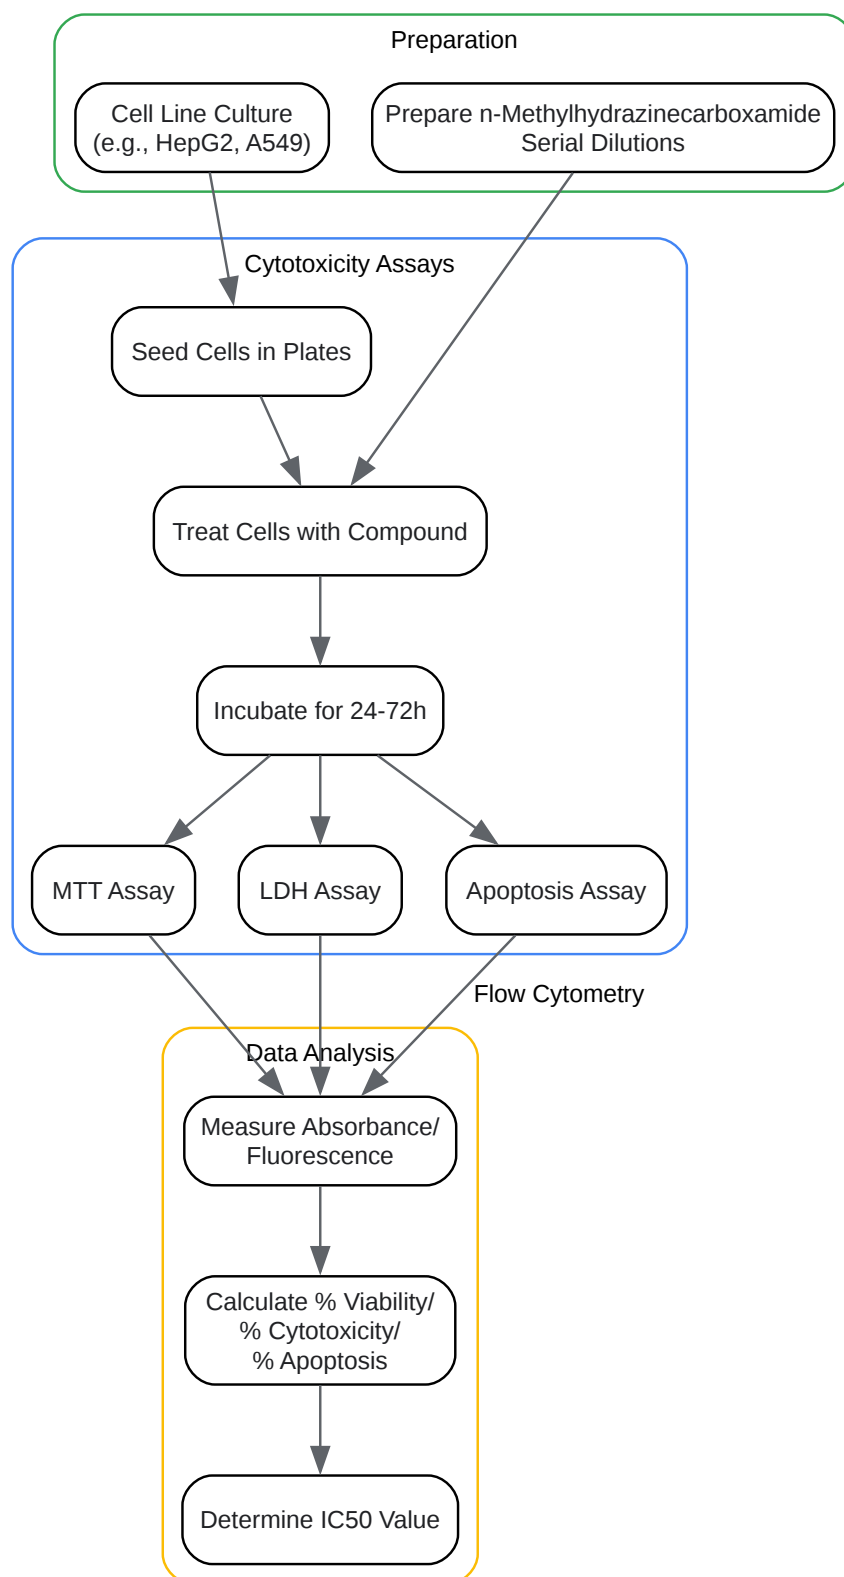 Preparation
Cell Line Culture
(e.g., HepG2, A549)
Prepare n-Methylhydrazinecarboxamide
Serial Dilutions
Cytotoxicity Assays
Seed Cells in Plates
Treat Cells with Compound
Incubate for 24-72h
MTT Assay
LDH Assay
Apoptosis Assay
Flow Cytometry
Data Analysis
Measure Absorbance/
Fluorescence
Calculate % Viability/
% Cytotoxicity/
% Apoptosis
Determine IC50 Value